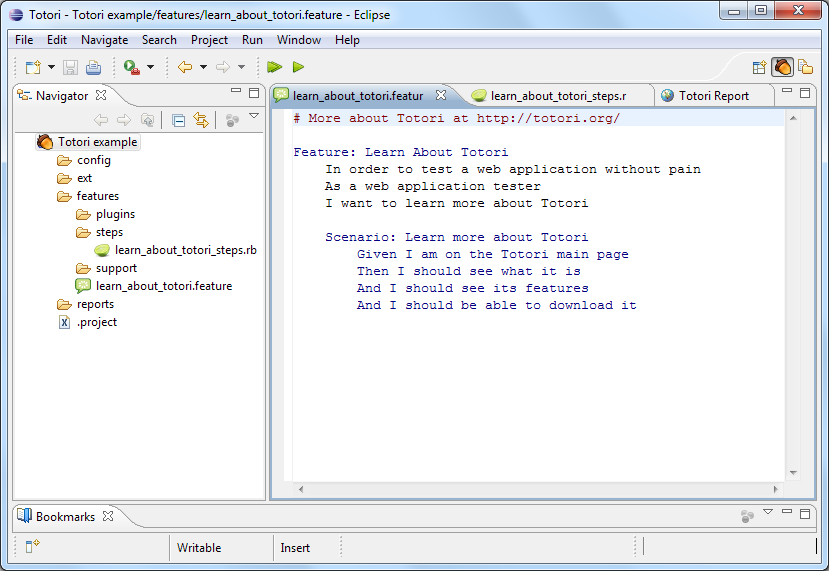 Totori - Totori example/features/learn_about_totori.feature - Eclipse
File Edit Navigate Search Project Run Window Help
Navigator
Totori example
config
ext
features
plugins
steps
learn_about_totori_steps.rb
support
learn_about_totori.feature
reports
.project
learn_about_totori.featur
learn_about_totori_steps.r
Totori Report
# More about Totori at http://totori.org/
Feature: Learn About Totori
In order to test a web application without pain
As a web application tester
I want to learn more about Totori
Scenario: Learn more about Totori
Given I am on the Totori main page
Then I should see what it is
And I should see its features
And I should be able to download it
Bookmarks
Writable Insert